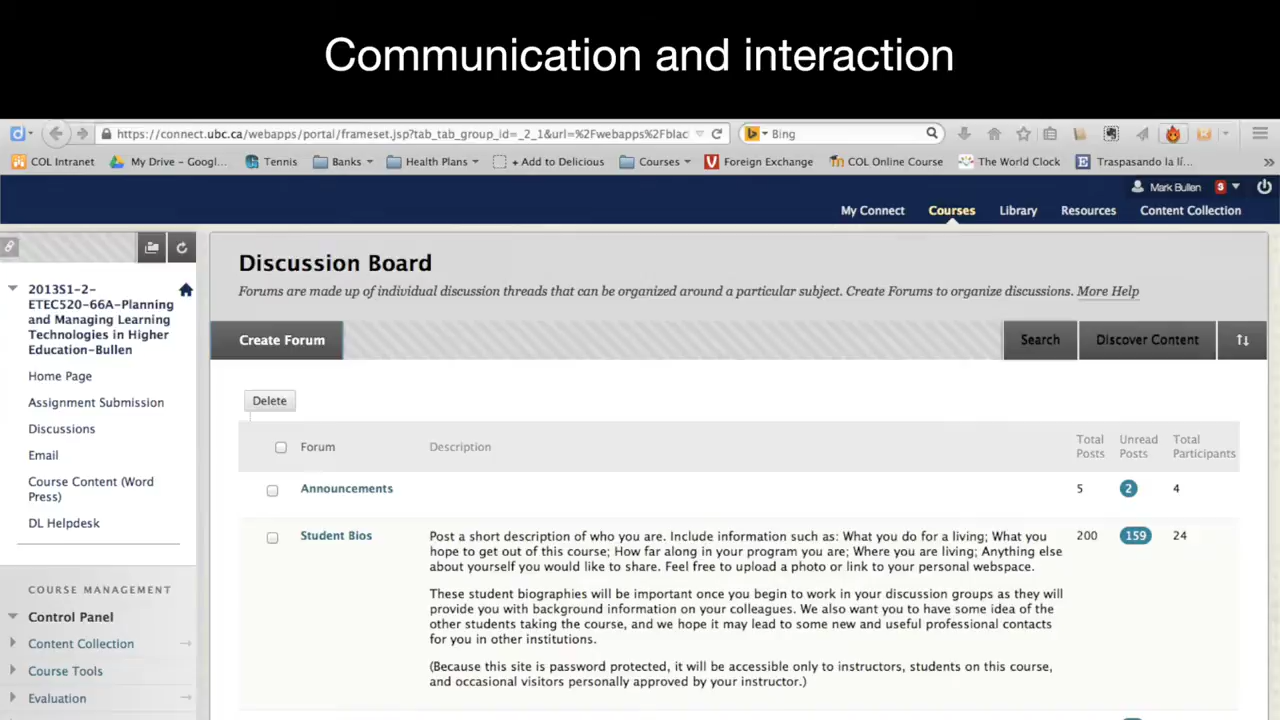 Communication and interaction
https://connect.ubc.ca/webapps/portal/frameset.jsp?tab_tab_group_id=_2_1&url=%2Fwebapps%2Fblac
Bing
COL Intranet
My Drive - Googl...
Tennis
Banks
Health Plans
+ Add to Delicious
Courses
Foreign Exchange
COL Online Course
The World Clock
Traspasando la lí...
»
Mark Bullen 3
My Connect
Courses
Library
Resources
Content Collection
2013S1-2-
ETEC520-66A-Planning
and Managing Learning
Technologies in Higher
Education-Bullen
Home Page
Assignment Submission
Discussions
Email
Course Content (Word
Press)
DL Helpdesk
COURSE MANAGEMENT
Control Panel
Content Collection
Course Tools
Evaluation
Discussion Board
Forums are made up of individual discussion threads that can be organized around a particular subject. Create Forums to organize discussions. More Help
Create Forum
Search
Discover Content
Delete
Forum
Description
Total
Posts
Unread
Posts
Total
Participants
Announcements
5
2
4
Student Bios
Post a short description of who you are. Include information such as: What you do for a living; What you
hope to get out of this course; How far along in your program you are; Where you are living; Anything else
about yourself you would like to share. Feel free to upload a photo or link to your personal webspace.
These student biographies will be important once you begin to work in your discussion groups as they will
provide you with background information on your colleagues. We also want you to have some idea of the
other students taking the course, and we hope it may lead to some new and useful professional contacts
for you in other institutions.
(Because this site is password protected, it will be accessible only to instructors, students on this course,
and occasional visitors personally approved by your instructor.)
200
159
24